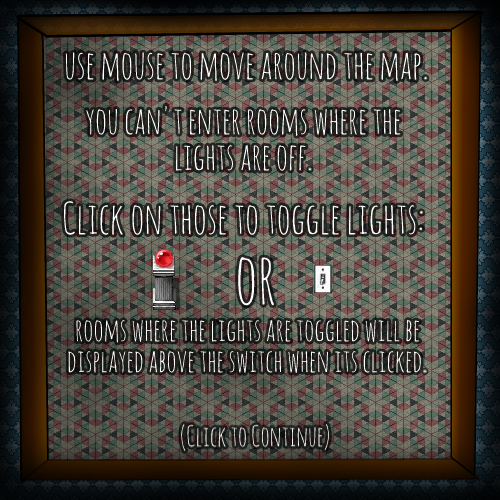 USE MOUSE TO MOVE AROUND THE MAP.
YOU CAN'T ENTER ROOMS WHERE THE
LIGHTS ARE OFF.
CLICK ON THOSE TO TOGGLE LIGHTS:
OR
ROOMS WHERE THE LIGHTS ARE TOGGLED WILL BE
DISPLAYED ABOVE THE SWITCH WHEN ITS CLICKED.
(CLICK TO CONTINUE)